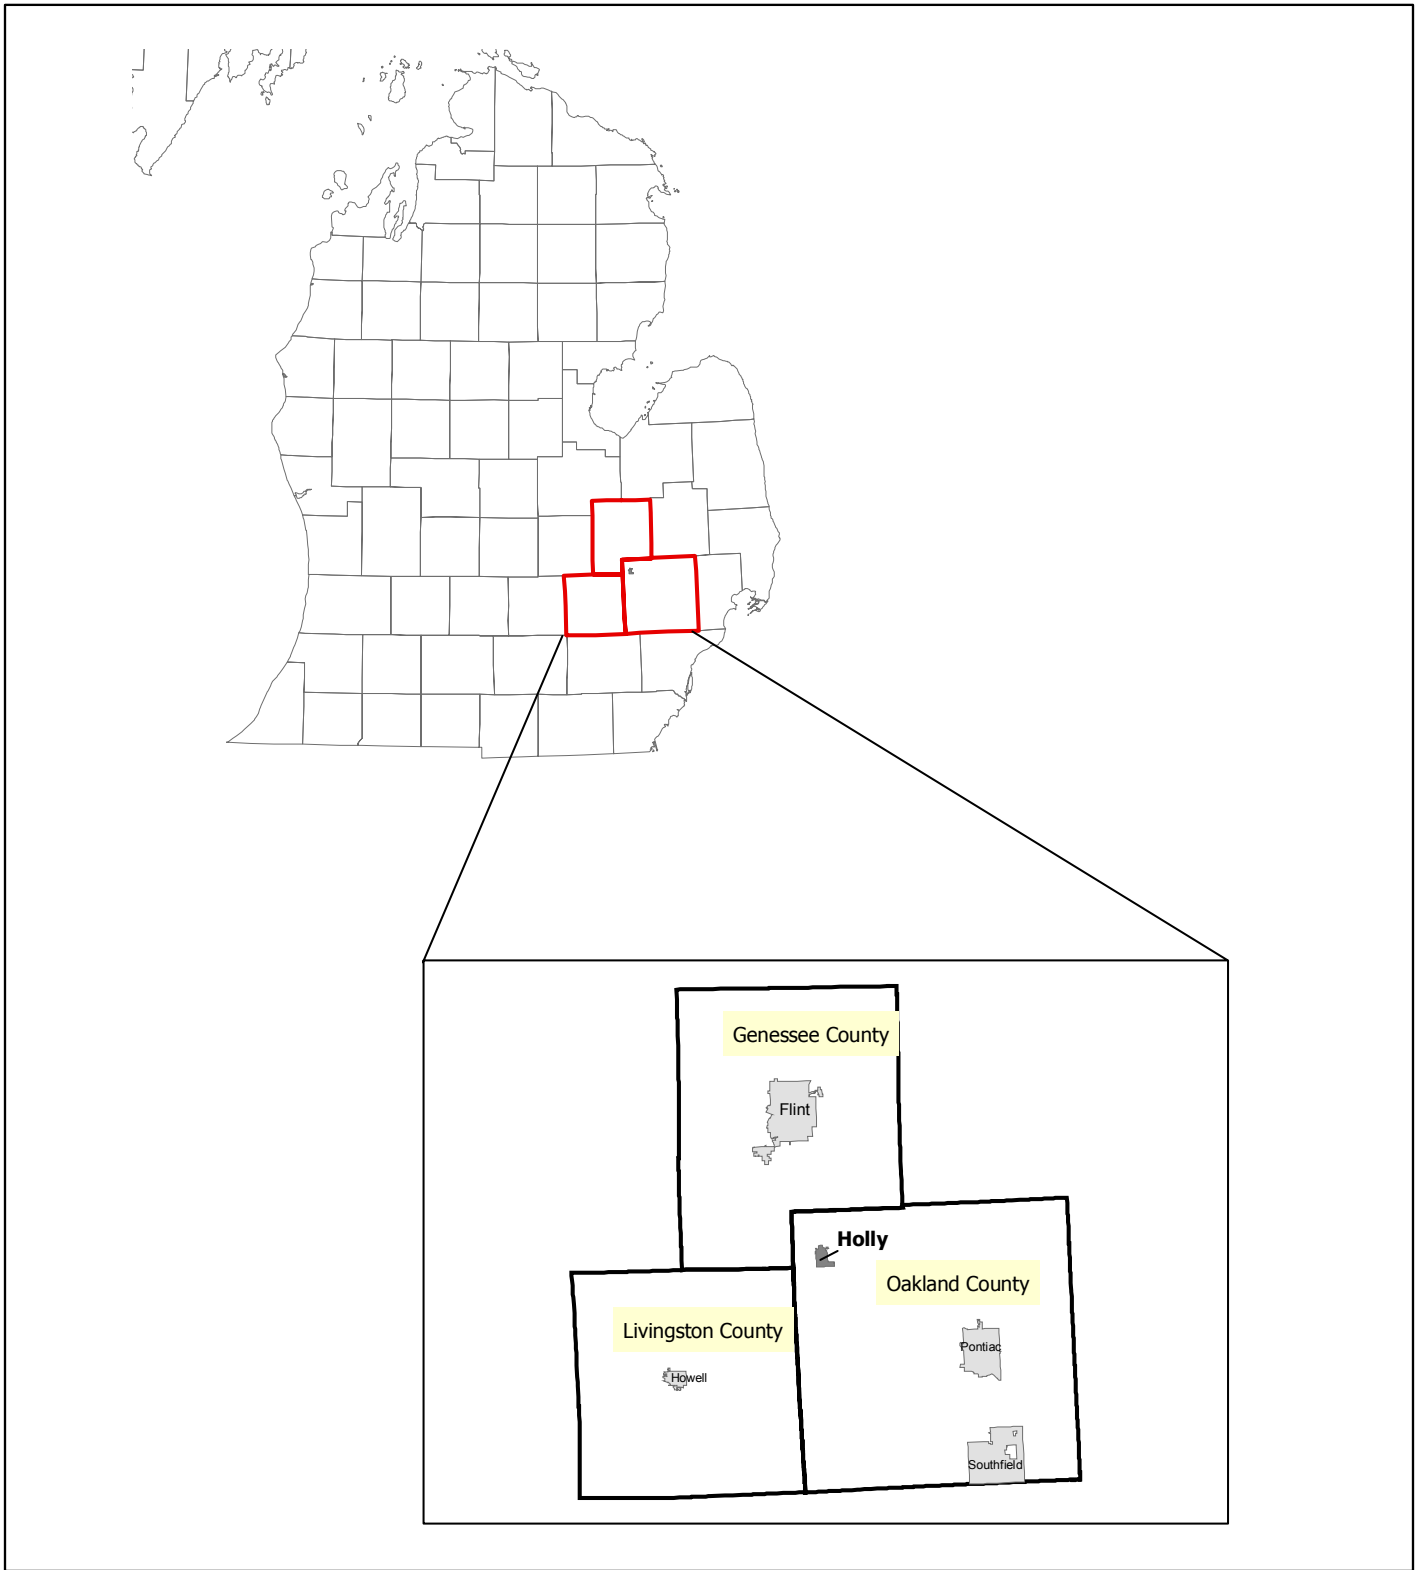 Genessee County
Flint
Holly
Oakland County
Livingston County
Pontiac
Howell
Southfield